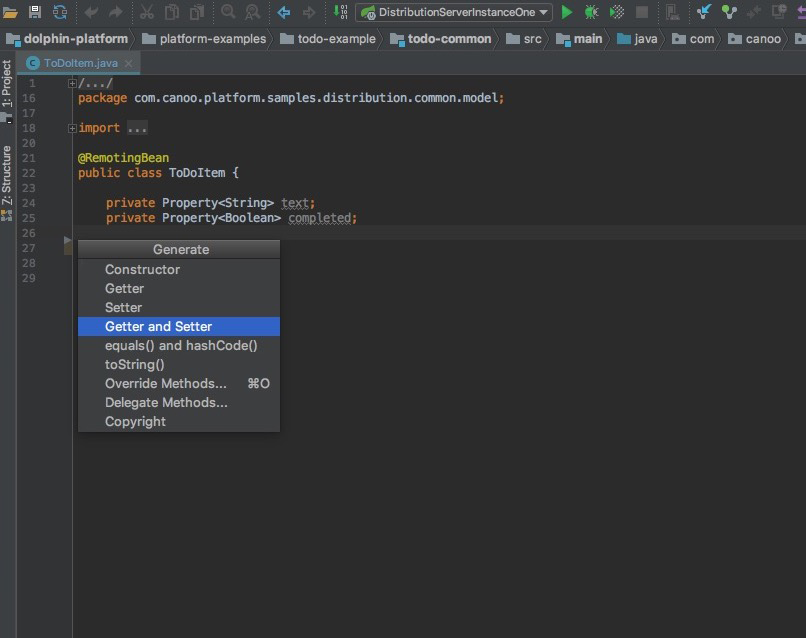 DistributionServerInstanceOne
dolphin-platform platform-examples todo-example todo-common src main java com canoo
ToDoItem.java
1: Project
Z: Structure
1 /.../
16 package com.canoo.platform.samples.distribution.common.model;
17
18 import ...
20
21 @RemotingBean
22 public class ToDoItem {
23
24 private Property<String> text;
25 private Property<Boolean> completed;
26
27
28
29
Generate
Constructor
Getter
Setter
Getter and Setter
equals() and hashCode()
toString()
Override Methods... ⌘O
Delegate Methods...
Copyright